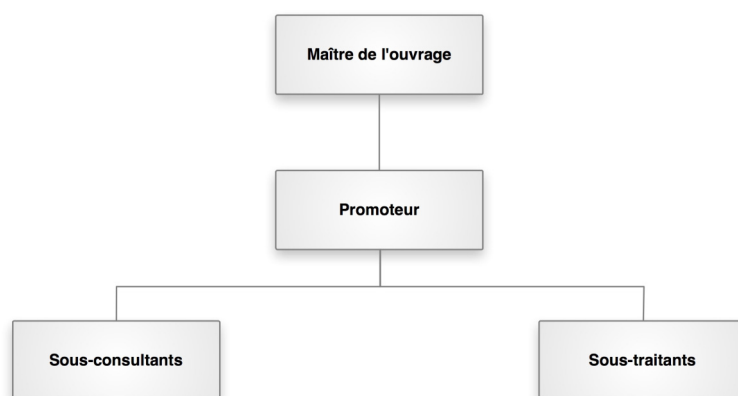 Maître de l'ouvrage
Promoteur
Sous-consultants
Sous-traitants